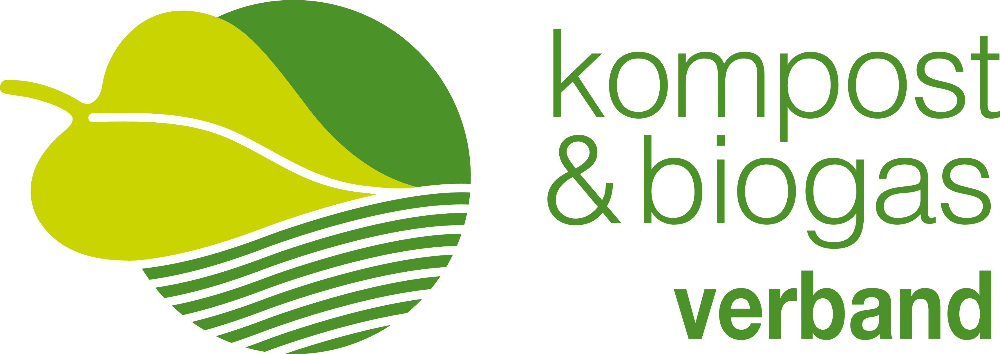 kompost
& biogas
verband